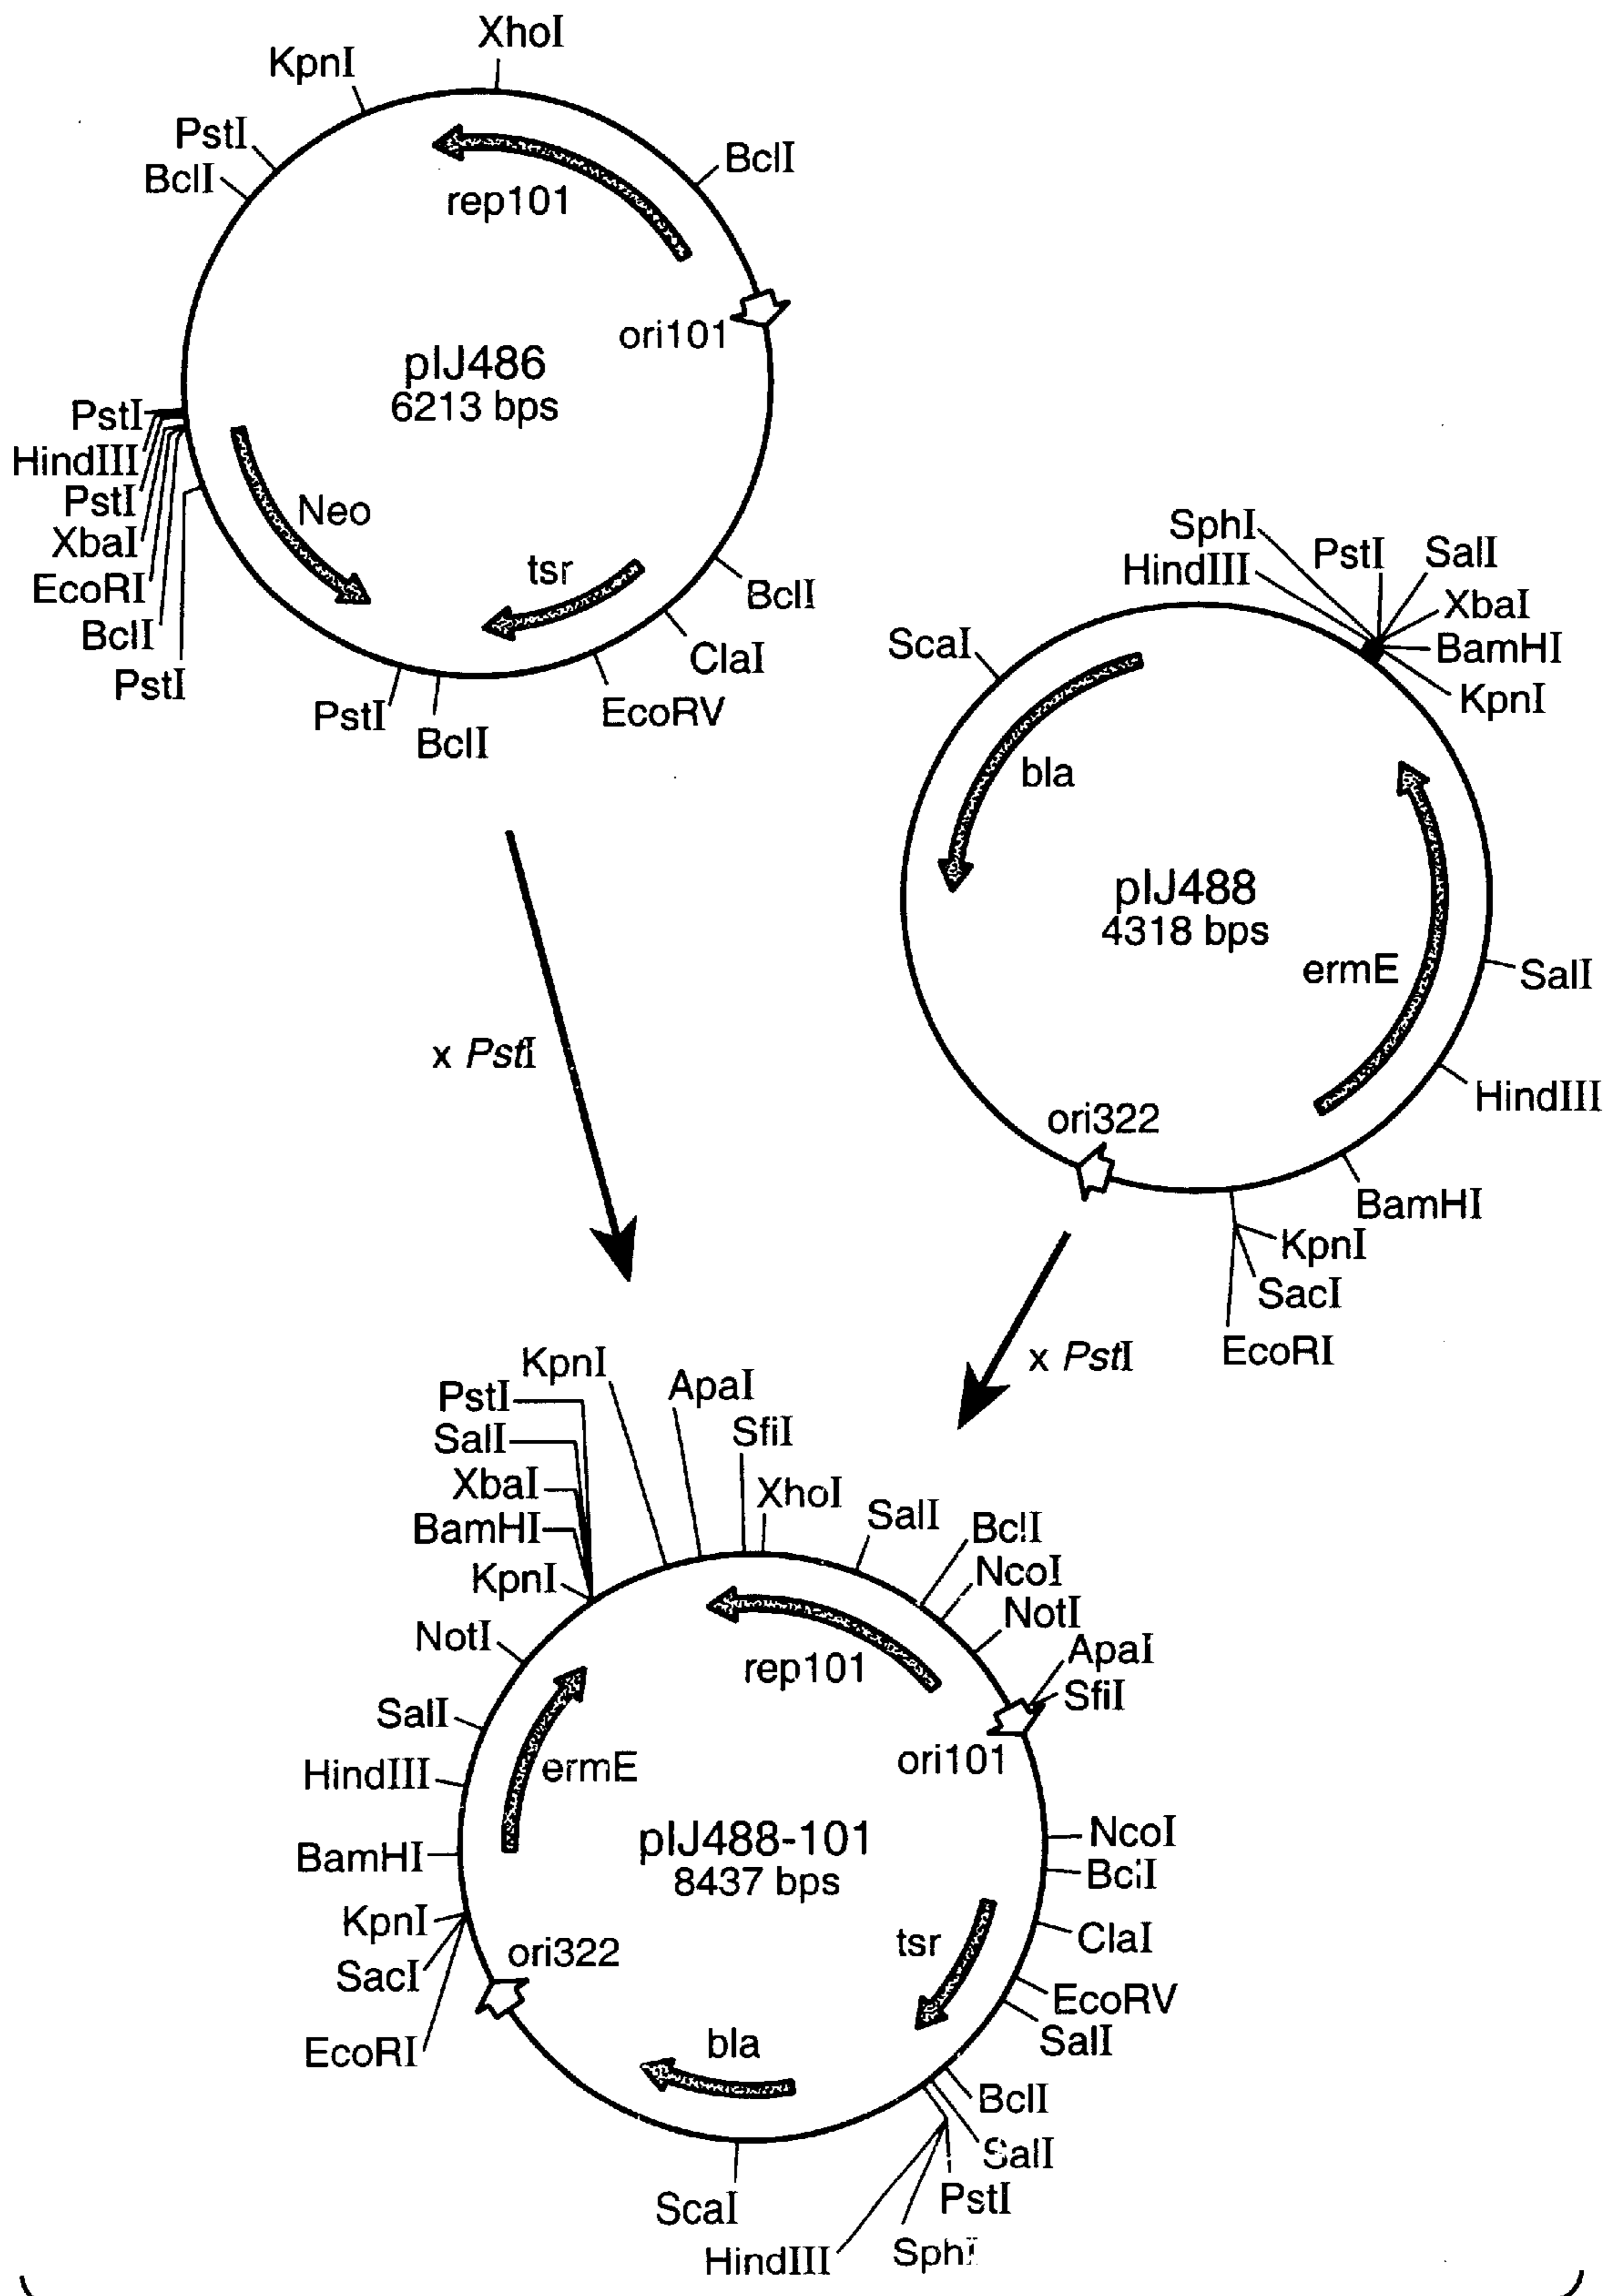 XhoI
KpnI
PstI
BclI
BclI
rep101
ori101
pIJ486
6213 bps
PstI
HindIII
PstI
XbaI
EcoRI
BclI
PstI
Neo
tsr
BclI
ClaI
EcoRV
PstI
BclI
SphI
HindIII
PstI
SalI
XbaI
BamHI
KpnI
ScaI
bla
pIJ488
4318 bps
ermE
SalI
HindIII
ori322
BamHI
KpnI
SacI
EcoRI
x PstI
x PstI
KpnI
PstI
SalI
XbaI
BamHI
KpnI
NotI
SalI
HindIII
BamHI
KpnI
SacI
EcoRI
ApaI
SfiI
XhoI
SalI
BclI
NcoI
NotI
ApaI
SfiI
rep101
ori101
ermE
pIJ488-101
8437 bps
NcoI
BclI
ClaI
EcoRV
SalI
tsr
ori322
bla
BclI
SalI
PstI
SphI
HindIII
ScaI